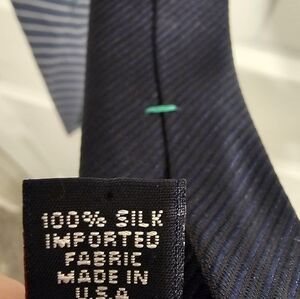 100% SILK
IMPORTED
FABRIC
MADE IN
U.S.A